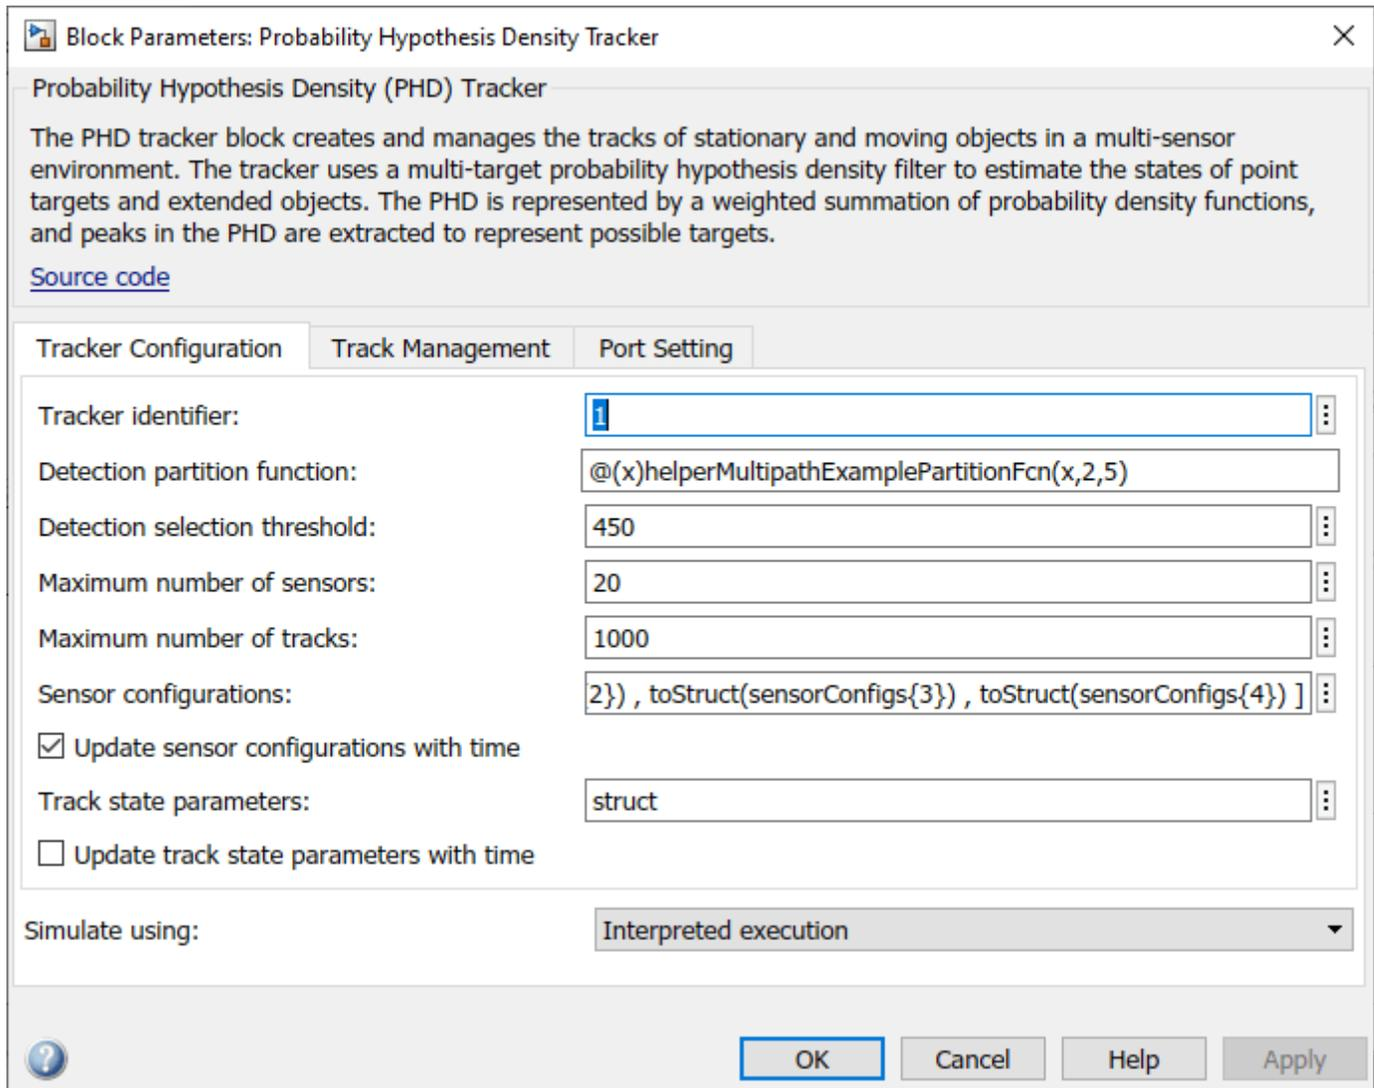 Block Parameters: Probability Hypothesis Density Tracker
Probability Hypothesis Density (PHD) Tracker
The PHD tracker block creates and manages the tracks of stationary and moving objects in a multi-sensor
environment. The tracker uses a multi-target probability hypothesis density filter to estimate the states of point
targets and extended objects. The PHD is represented by a weighted summation of probability density functions,
and peaks in the PHD are extracted to represent possible targets.
Source code
Tracker Configuration Track Management Port Setting
Tracker identifier: 1
Detection partition function: @(x)helperMultipathExamplePartitionFcn(x,2,5)
Detection selection threshold: 450
Maximum number of sensors: 20
Maximum number of tracks: 1000
Sensor configurations: 2}) , toStruct(sensorConfigs{3}) , toStruct(sensorConfigs{4}) ]
Update sensor configurations with time
Track state parameters: struct
Update track state parameters with time
Simulate using: Interpreted execution
OK Cancel Help Apply